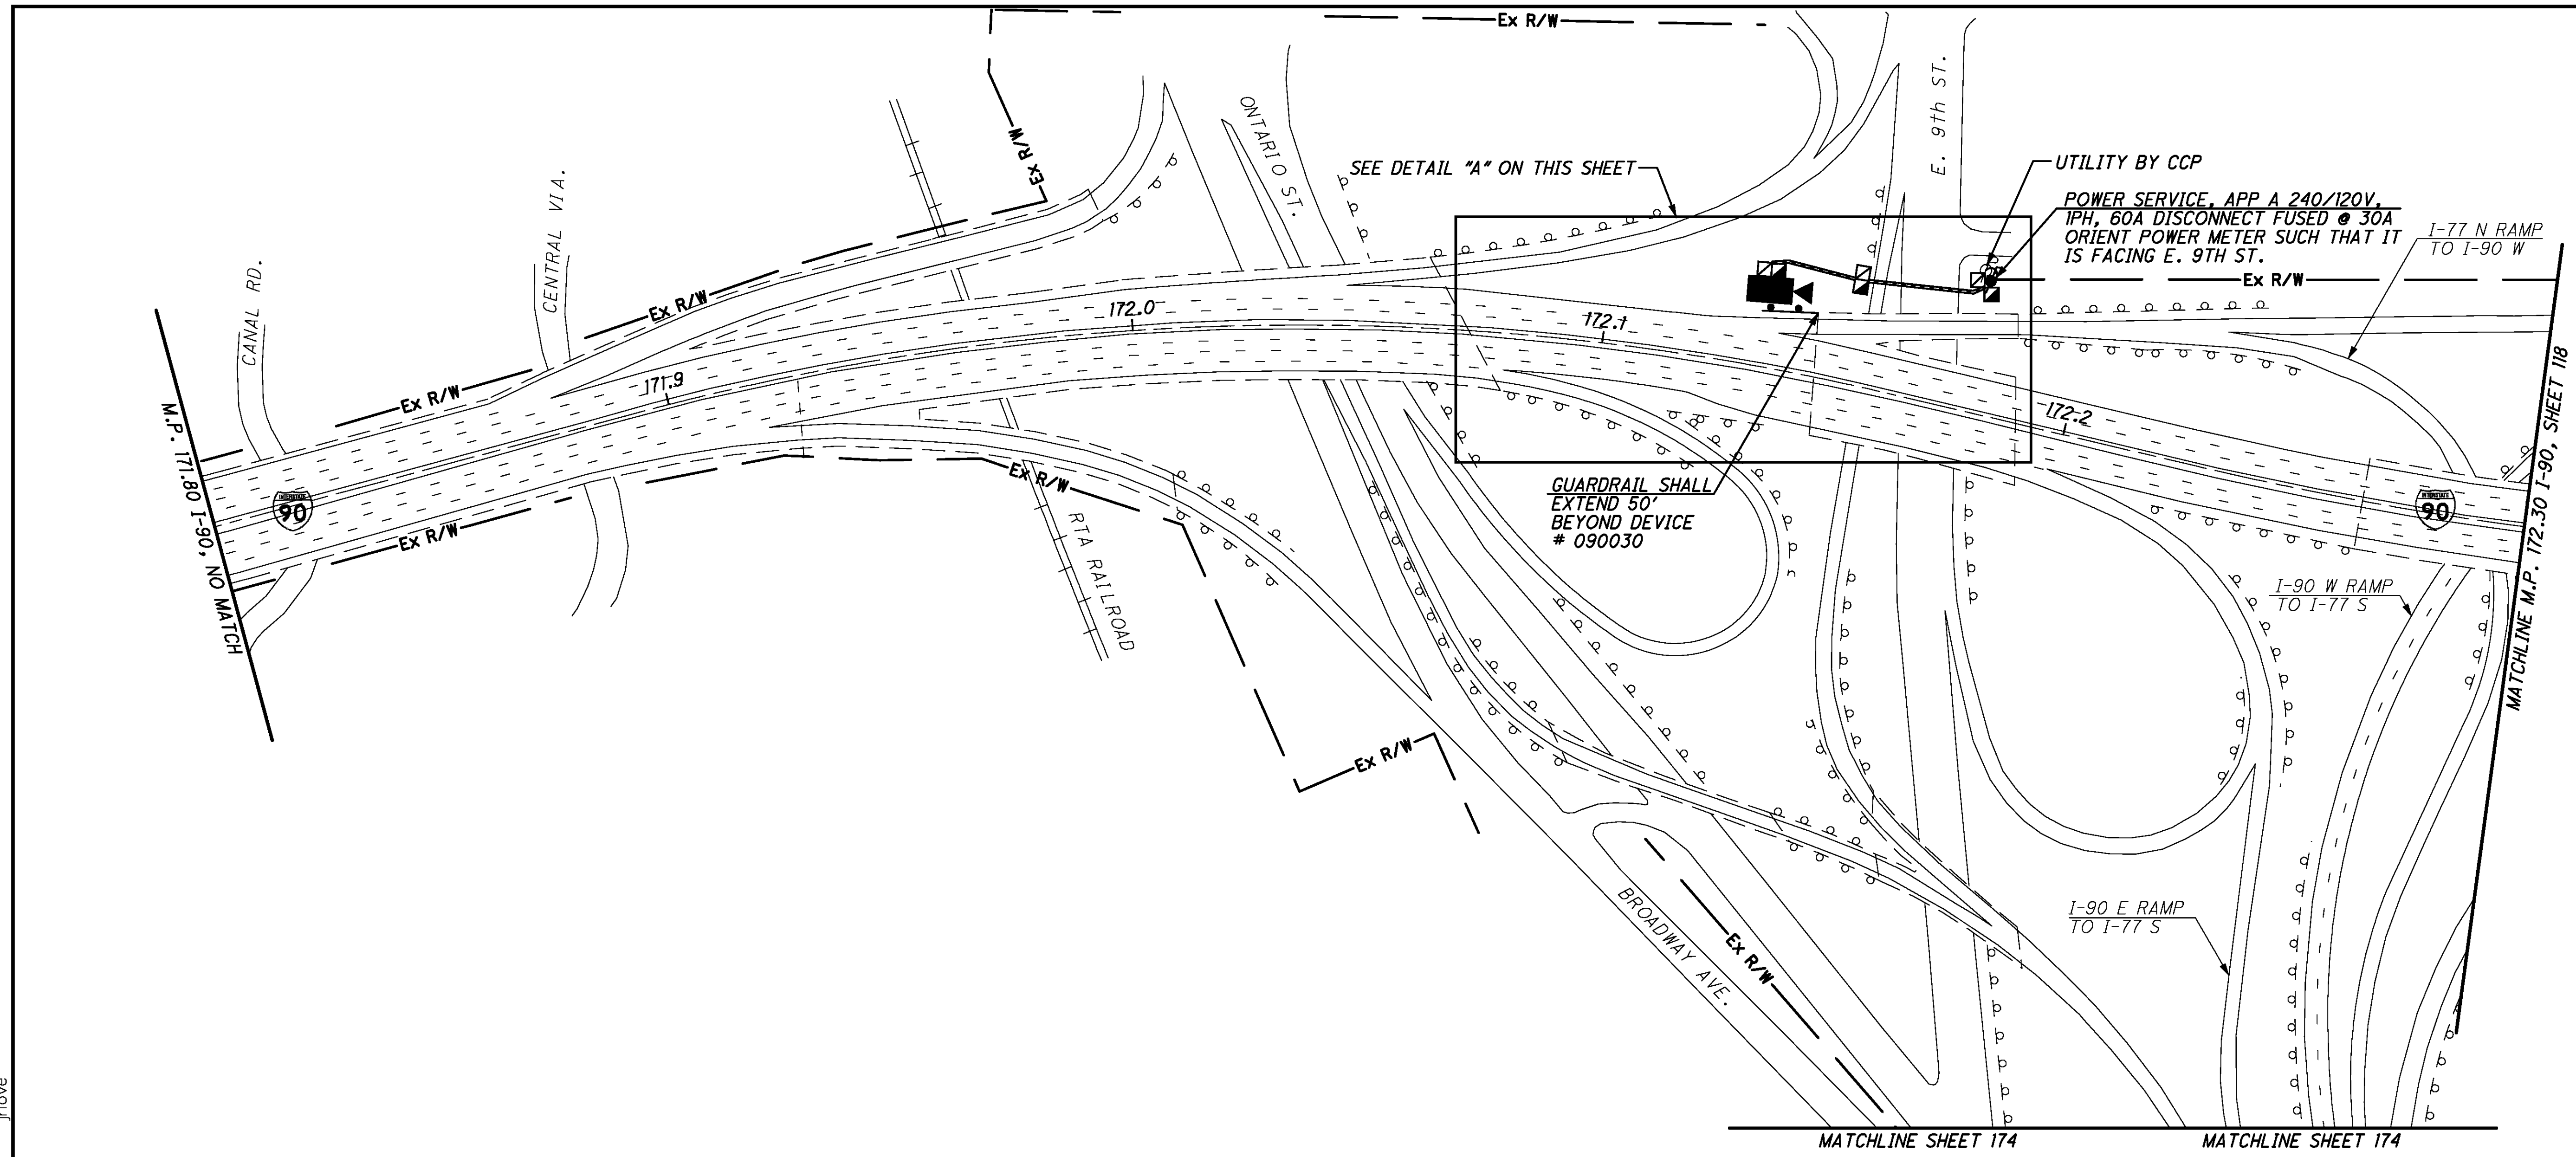 Ex R/W
E. 9th ST.
ONTARIO ST.
Ex R/W
SEE DETAIL "A" ON THIS SHEET
UTILITY BY CCP
POWER SERVICE, APP A 240/120V,
1PH, 60A DISCONNECT FUSED @ 30A
ORIENT POWER METER SUCH THAT IT
IS FACING E. 9TH ST.
I-77 N RAMP
TO I-90 W
CENTRAL VIA.
CANAL RD.
Ex R/W
Ex R/W
172.0
172.1
171.9
172.2
Ex R/W
M.P. 171.80 I-90, NO MATCH
INTERSTATE
90
Ex R/W
Ex R/W
RTA RAILROAD
GUARDRAIL SHALL
EXTEND 50'
BEYOND DEVICE
# 090030
INTERSTATE
90
MATCHLINE M.P. 172.30 I-90, SHEET 118
I-90 W RAMP
TO I-77 S
Ex R/W
BROADWAY AVE.
Ex R/W
I-90 E RAMP
TO I-77 S
jhove
MATCHLINE SHEET 174
MATCHLINE SHEET 174